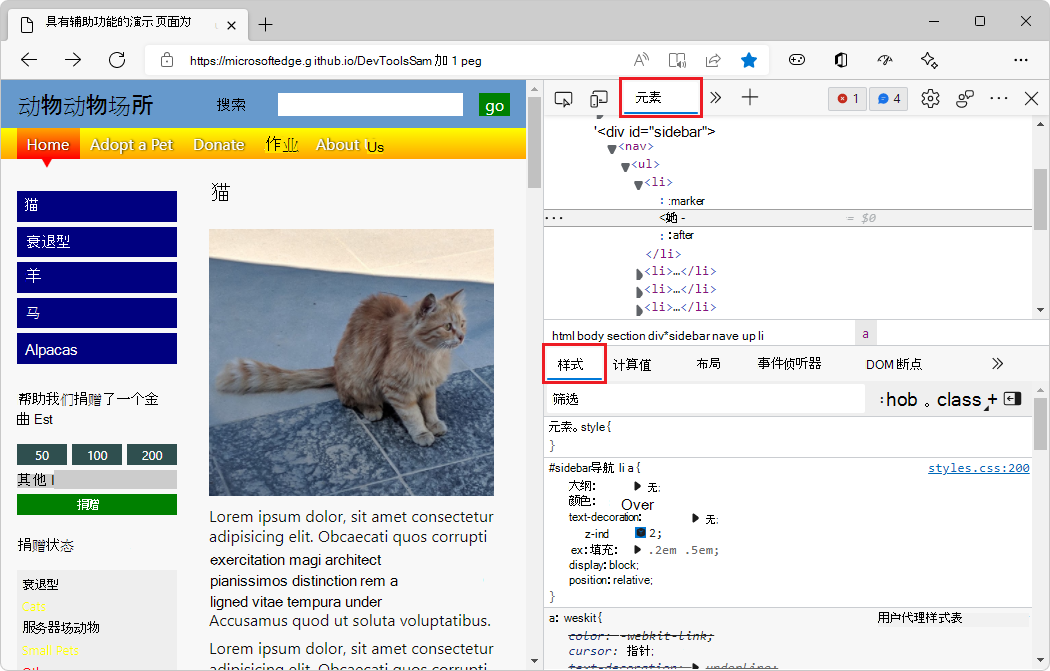 具有辅助功能的演示页面为
https://microsoftedge.github.io/DevToolsSam 加 1 peg
动物动物场所
搜索
go
Home Adopt a Pet Donate 作业 About Us
猫
衰退型
羊
马
Alpacas
帮助我们捐赠了一个金
曲 Est
50 100 200
其他
捐赠
捐赠状态
衰退型
Cats
服务器场动物
Small Pets
猫
Lorem ipsum dolor, sit amet consectetur
adipisicing elit. Obcaecati quos corrupti
exercitation magi architect
pianissimos distinction rem a
ligned vitae tempura under
Accusamus quod ut soluta voluptatibus.
Lorem ipsum dolor, sit amet consectetur
adipisicing elit. Obcaecati quos corrupti
元素
1 4
'<div id="sidebar">
<nav>
<ul>
<li>
: :marker
<她 - = $0
: :after
</li>
<li>…</li>
<li>…</li>
<li>…</li>
html body section div*sidebar nave up li a
样式 计算值 布局 事件侦听器 DOM 断点
筛选 :hob 。class +
元素。style {
}
#sidebar导航 li a { styles.css:200
大纲: 无;
颜色: Over
text-decoration: 无;
z-ind 2;
ex:填充: .2em .5em;
display: block;
position: relative;
}
a: weskit { 用户代理样式表
color: -webkit-link;
cursor: 指针;
text-decoration: underline;